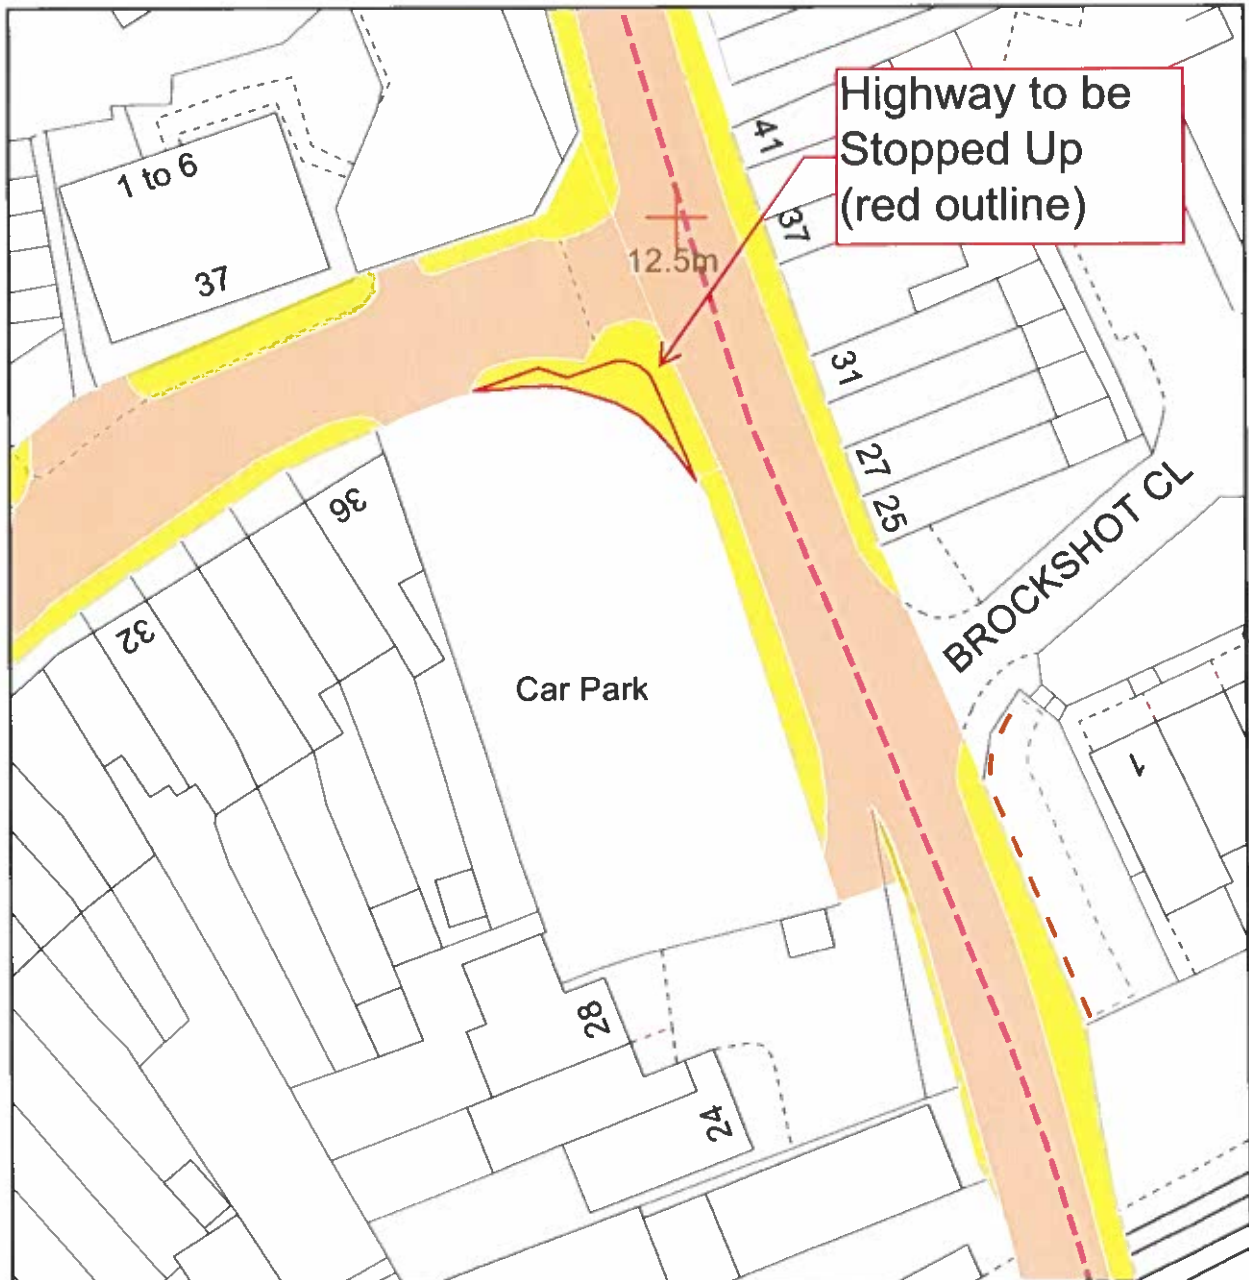 Highway to be
Stopped Up
(red outline)
41
1 to 6
37
37
12.5m
31
27
25
36
BROCKSHOT CL
32
Car Park
1
28
24